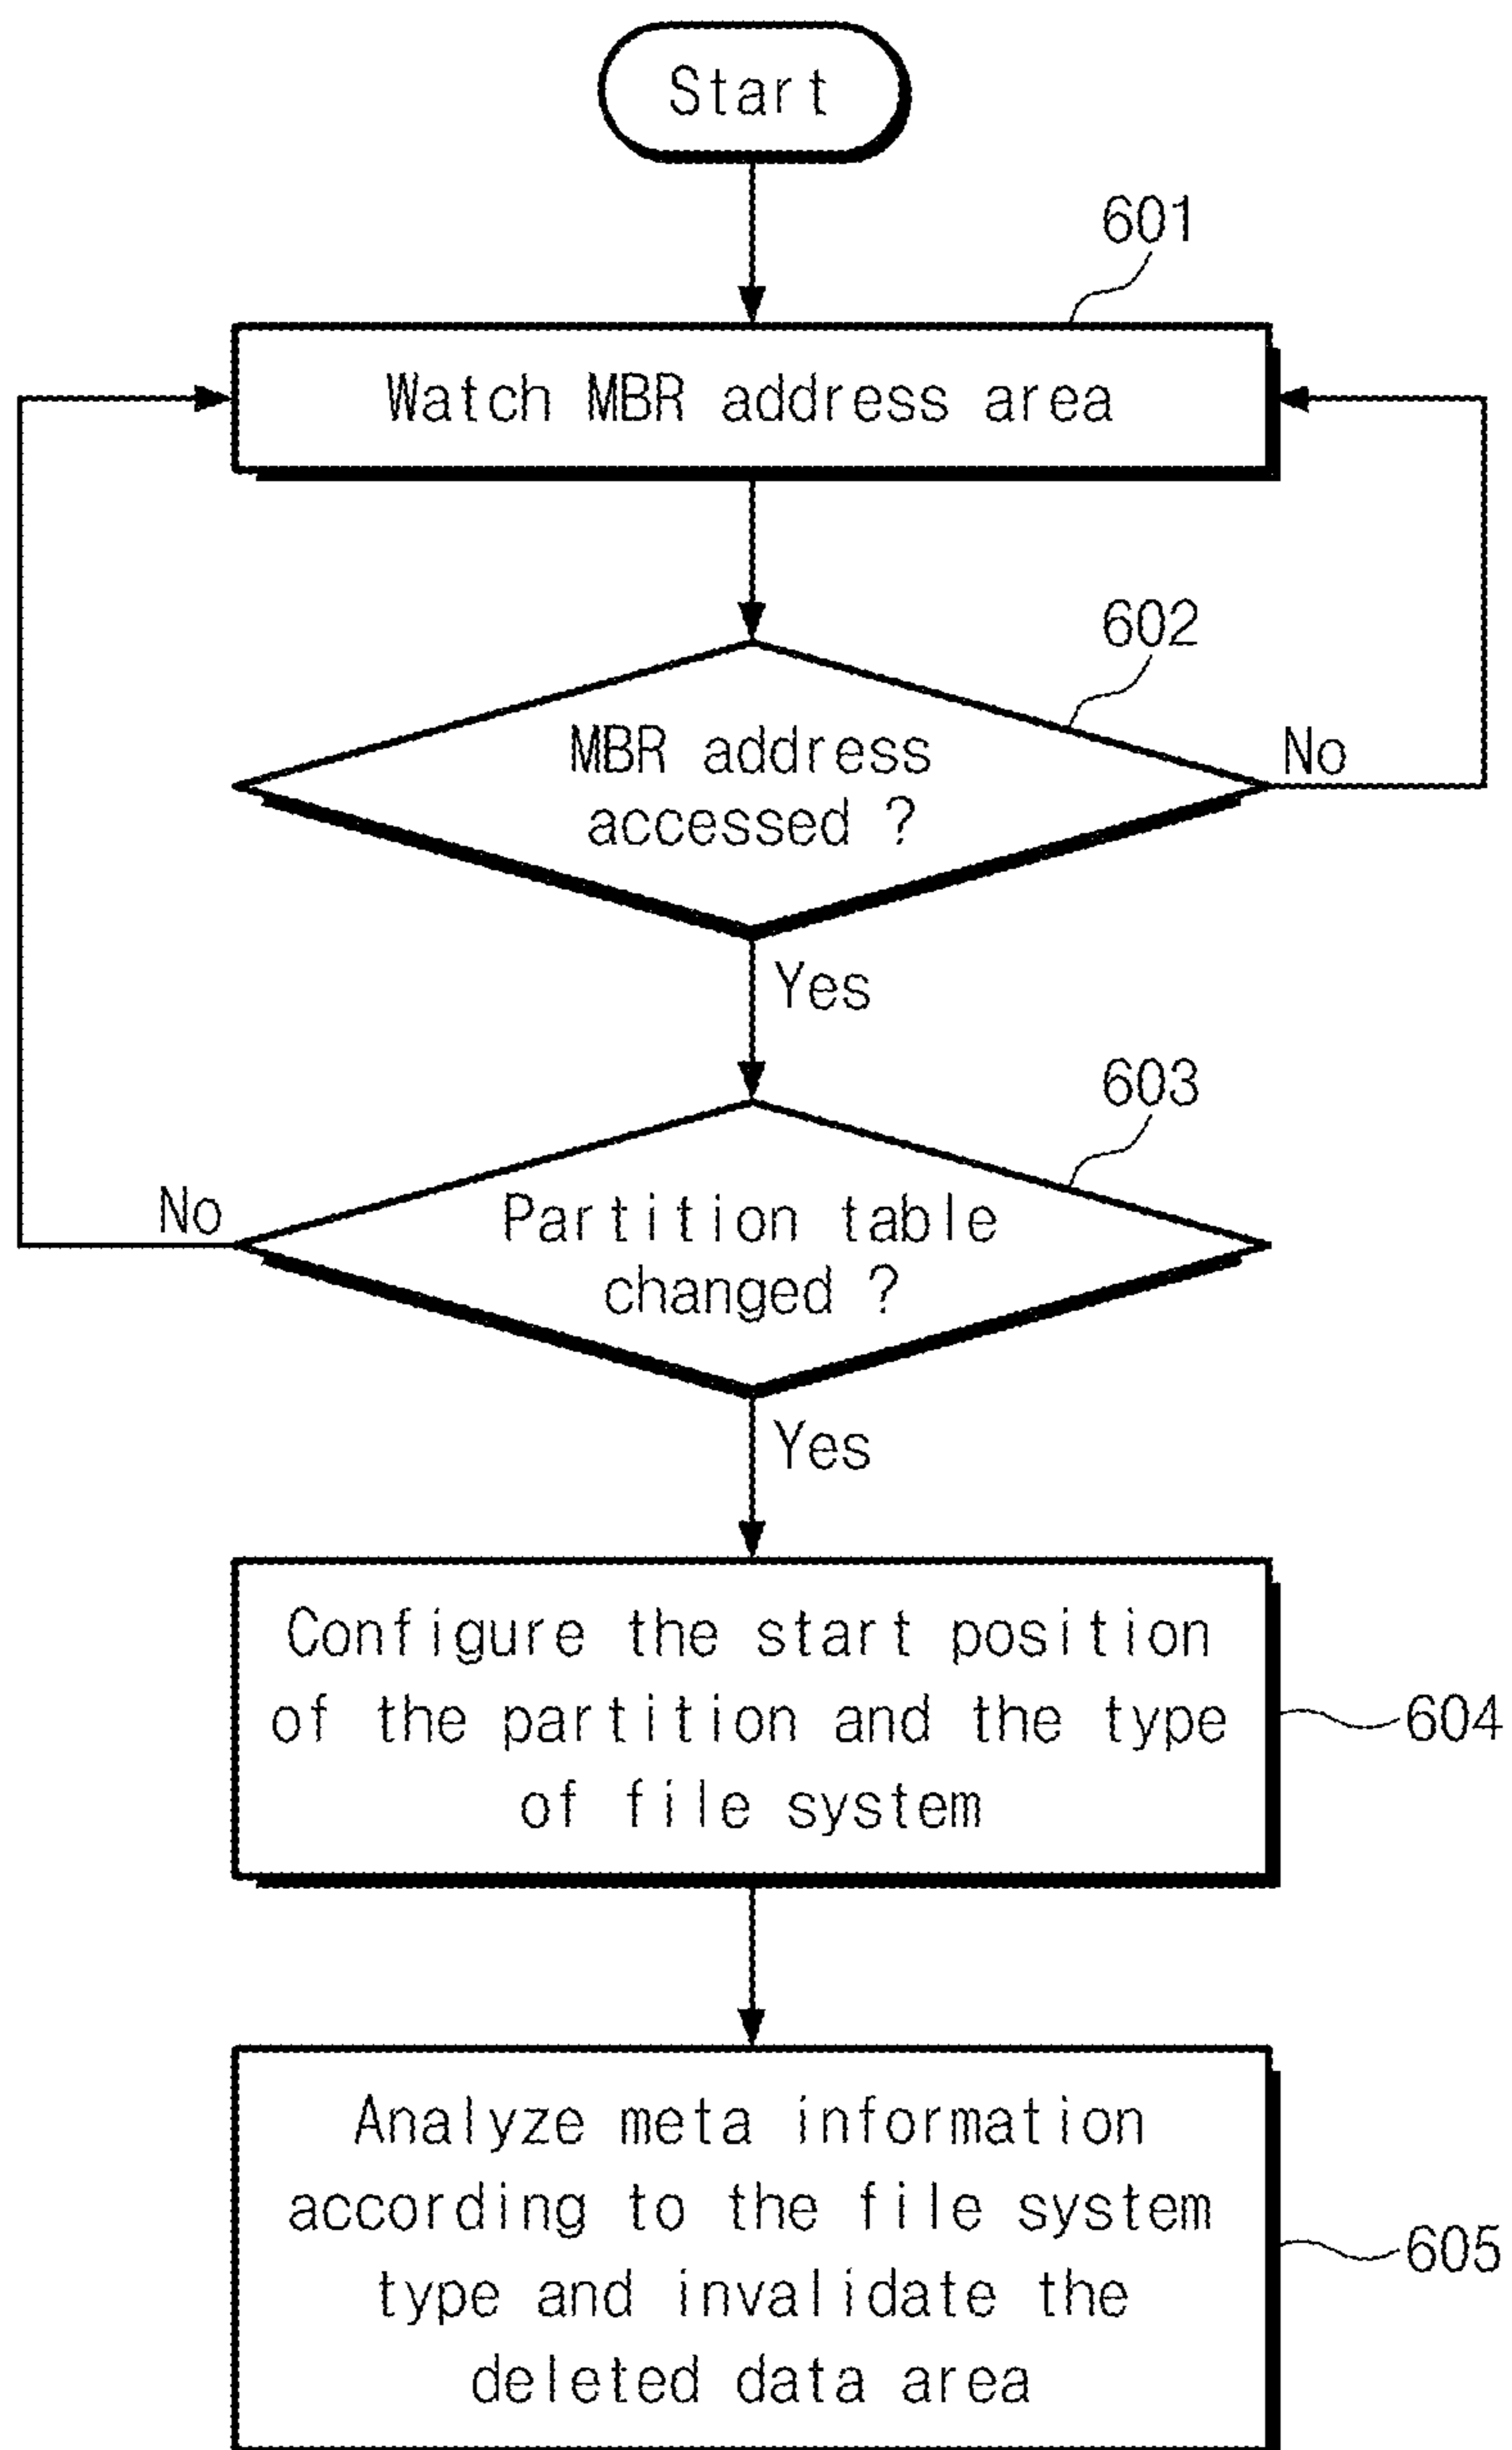 Start
601
Watch MBR address area
602
MBR address
accessed ?
No
Yes
603
Partition table
changed ?
No
Yes
Configure the start position
of the partition and the type
of file system
604
Analyze meta information
according to the file system
type and invalidate the
deleted data area
605